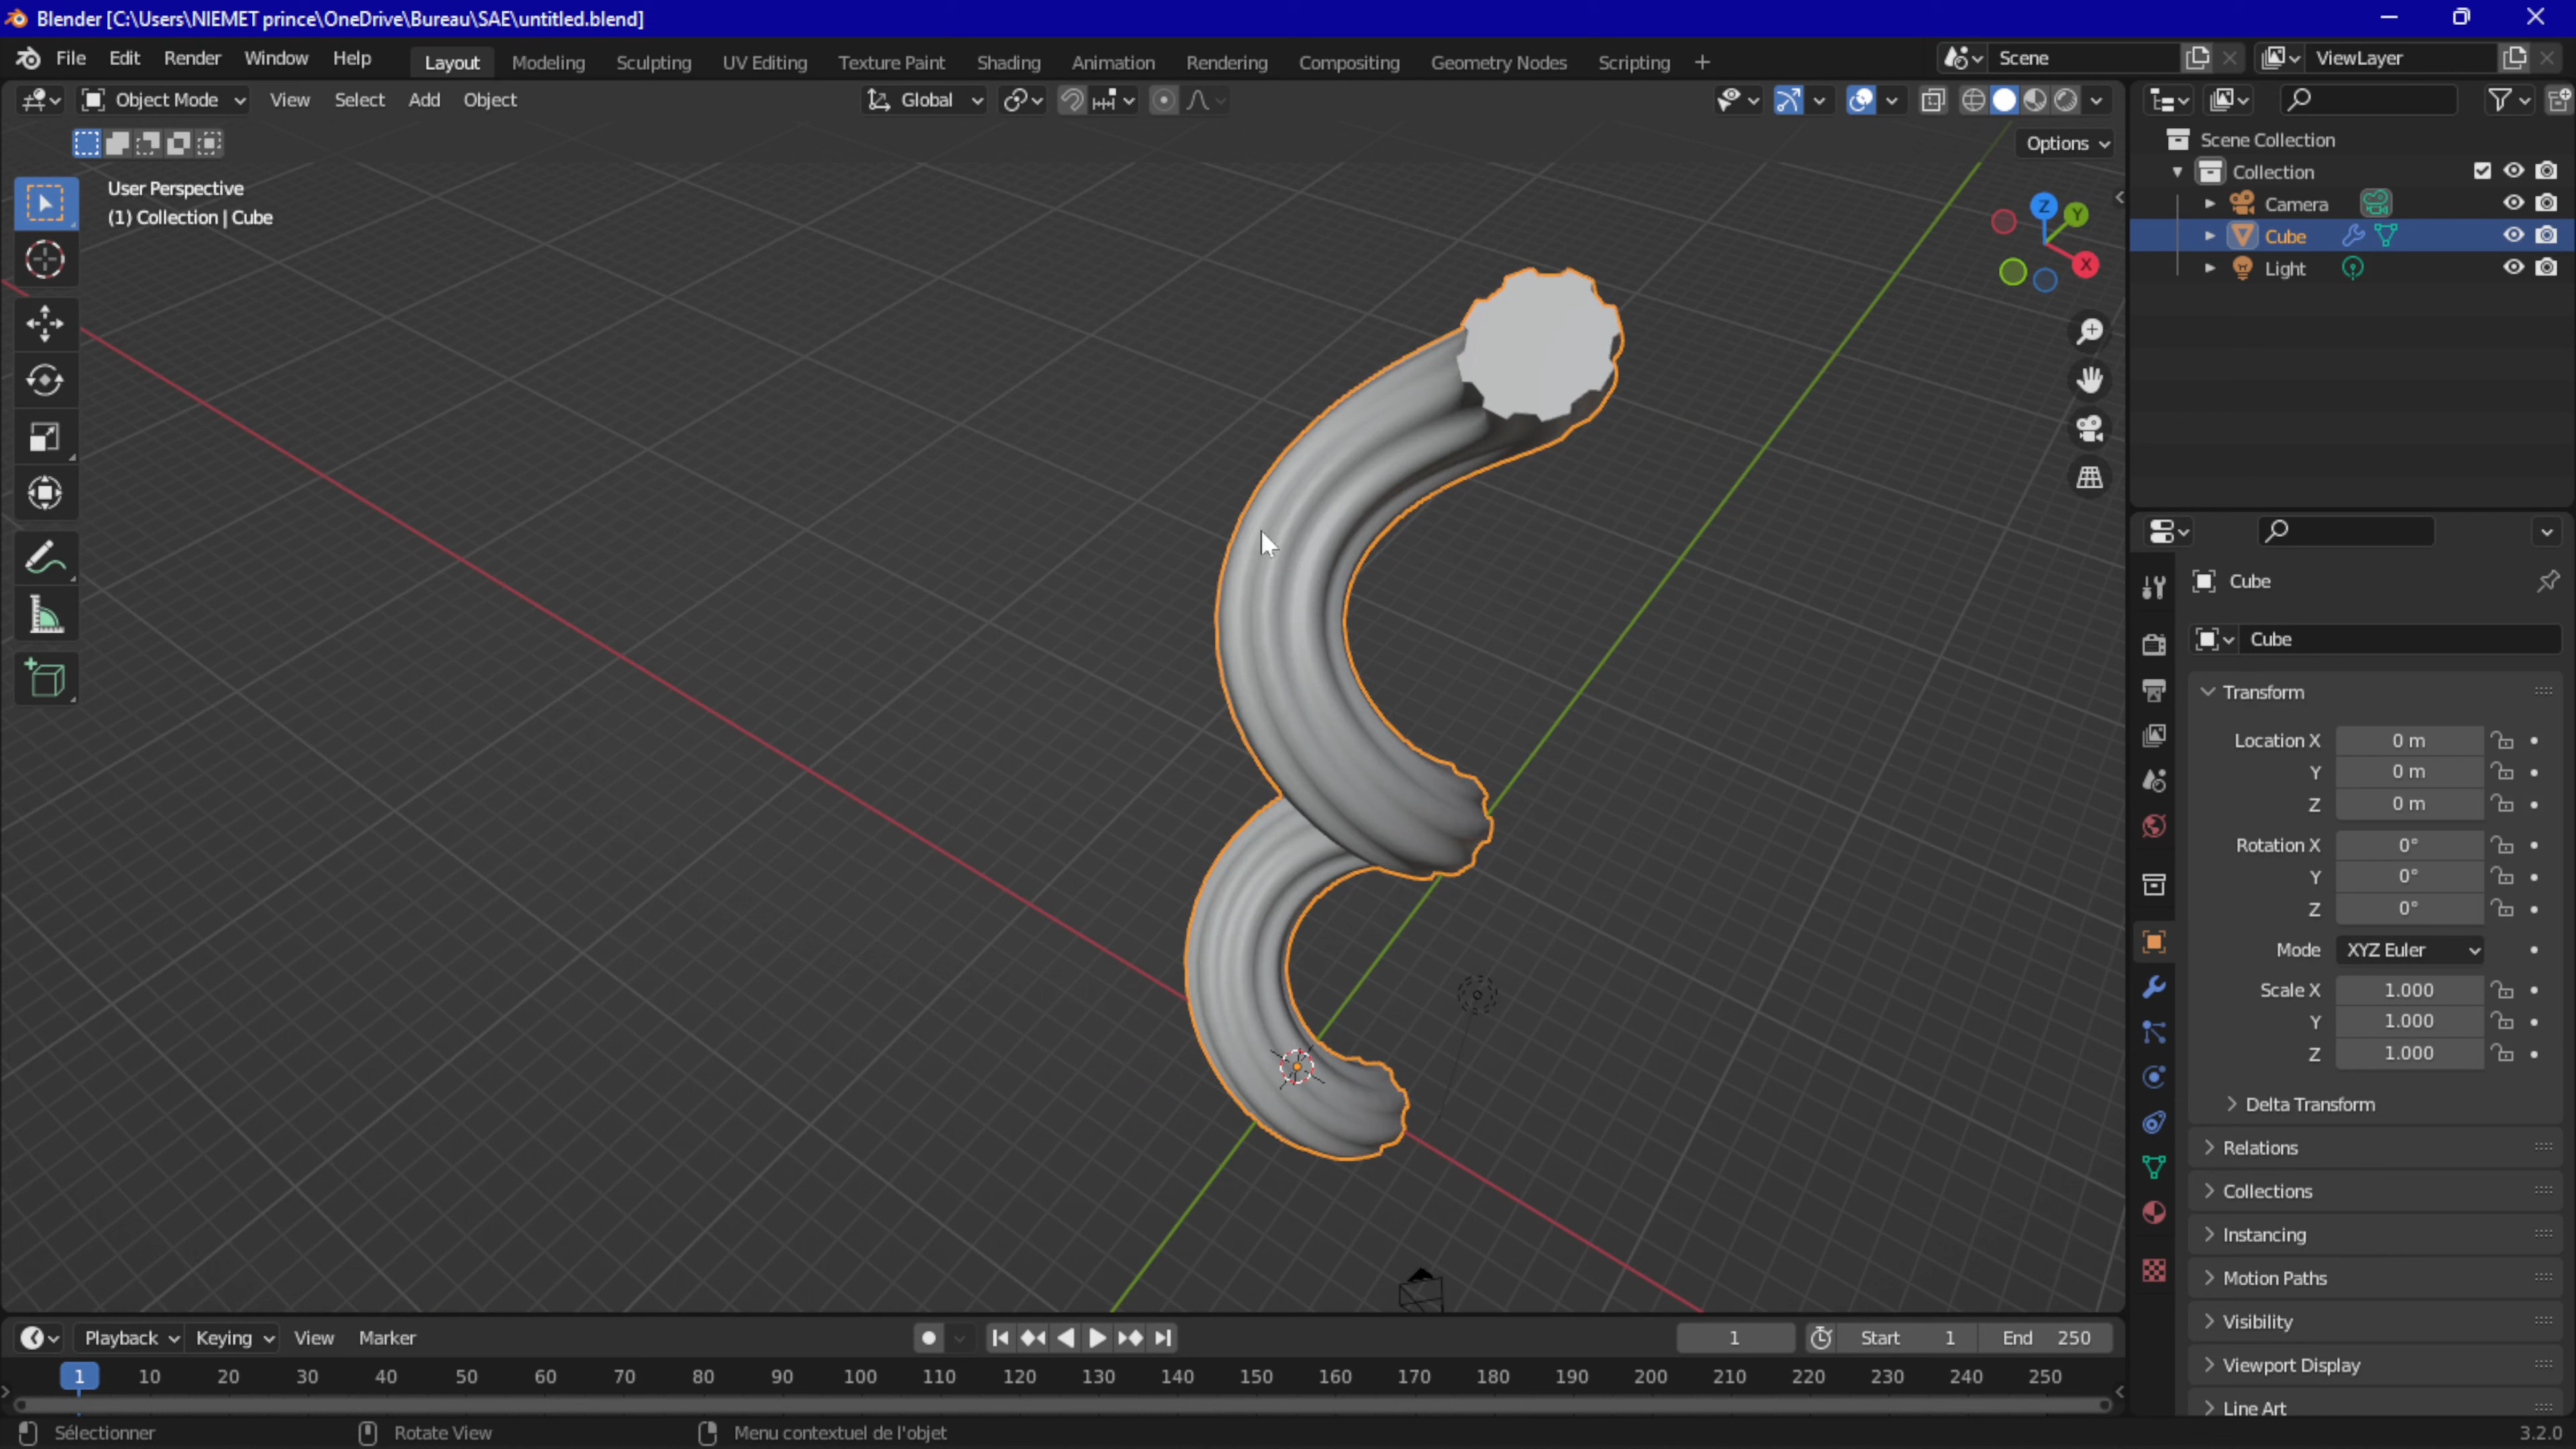 Blender [C:\Users\NIEMET prince\OneDrive\Bureau\SAE\untitled.blend]
File Edit Render Window Help Layout Modeling Sculpting UV Editing Texture Paint Shading Animation Rendering Compositing Geometry Nodes Scripting + Scene ViewLayer
Object Mode View Select Add Object Global
Options
User Perspective
(1) Collection | Cube
Z
Y
X
Scene Collection
Collection
Camera
Cube
Light
Cube
Cube
Transform
Location X 0 m
Y 0 m
Z 0 m
Rotation X 0°
Y 0°
Z 0°
Mode XYZ Euler
Scale X 1.000
Y 1.000
Z 1.000
Delta Transform
Relations
Collections
Instancing
Motion Paths
Visibility
Viewport Display
Line Art
Playback Keying View Marker 1 Start 1 End 250
1 10 20 30 40 50 60 70 80 90 100 110 120 130 140 150 160 170 180 190 200 210 220 230 240 250
Sélectionner Rotate View Menu contextuel de l'objet 3.2.0